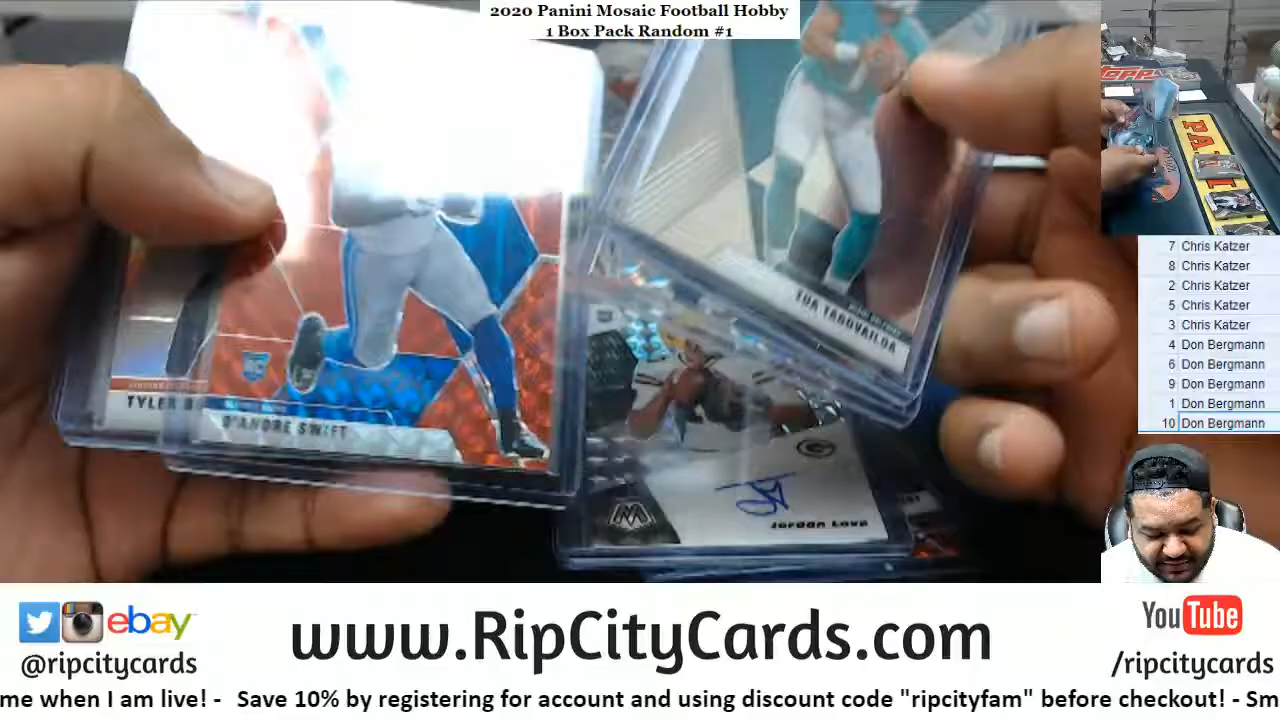 2020 Panini Mosaic Football Hobby
1 Box Pack Random #1
TUA TAGOVAILOA
RC
TYLER
D'ANDRE SWIFT
Jordan Love
7 Chris Katzer
8 Chris Katzer
2 Chris Katzer
5 Chris Katzer
3 Chris Katzer
4 Don Bergmann
6 Don Bergmann
9 Don Bergmann
1 Don Bergmann
10 Don Bergmann
ebay
@ripcitycards
www.RipCityCards.com
YouTube
/ripcitycards
me when I am live! - Save 10% by registering for account and using discount code "ripcityfam" before checkout! - Sm